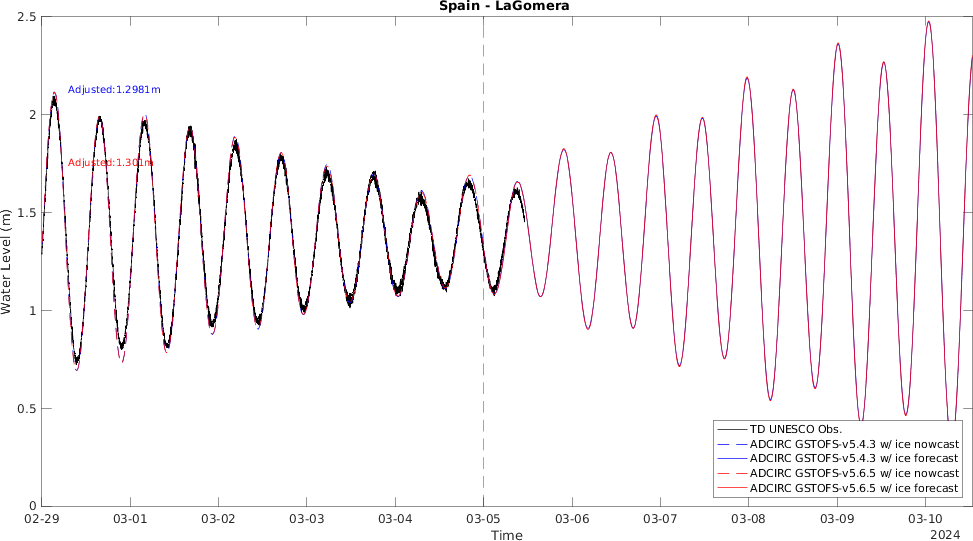 Spain - LaGomera
2.5
2
1.5
1
0.5
0
Water Level (m)
Adjusted:1.2981m
Adjusted:1.301m
TD UNESCO Obs.
ADCIRC GSTOFS-v5.4.3 w/ ice nowcast
ADCIRC GSTOFS-v5.4.3 w/ ice forecast
ADCIRC GSTOFS-v5.6.5 w/ ice nowcast
ADCIRC GSTOFS-v5.6.5 w/ ice forecast
02-29 03-01 03-02 03-03 03-04 03-05 03-06 03-07 03-08 03-09 03-10
Time
2024